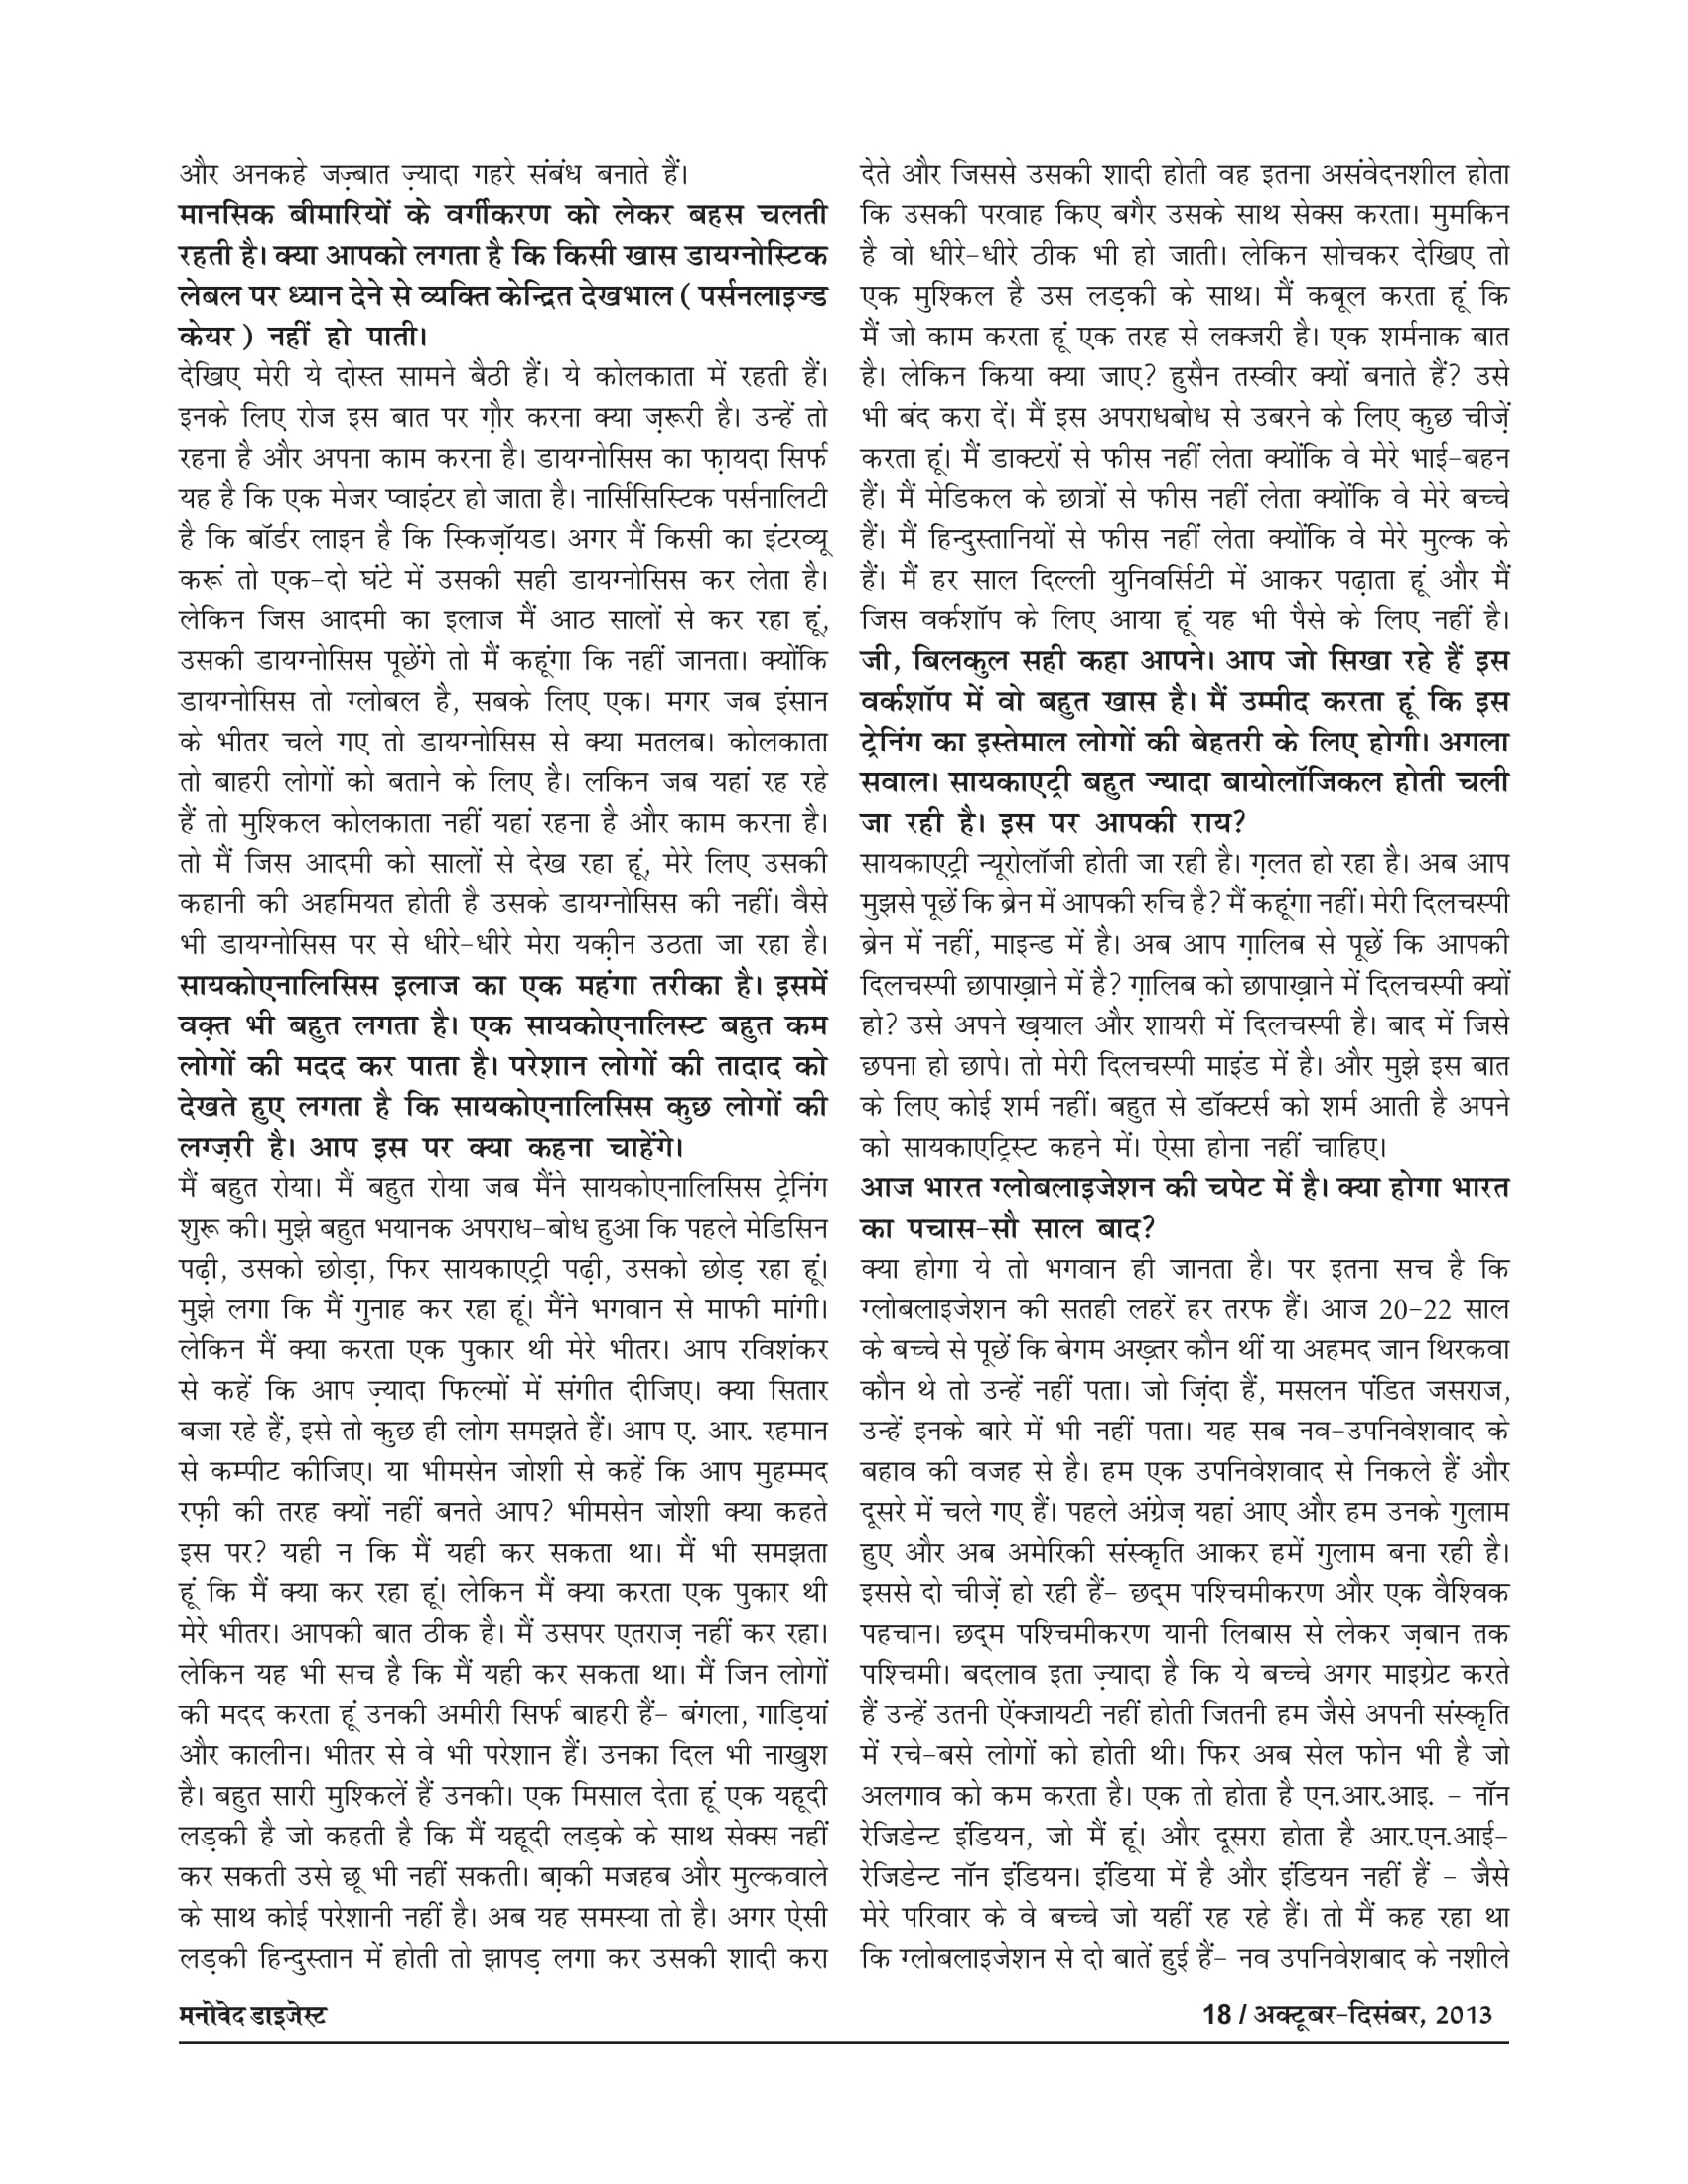 और अनकहे जज़्बात ज़्यादा गहरे संबंध बनाते हैं।
मानसिक बीमारियों के वर्गीकरण को लेकर बहस चलती
रहती है। क्या आपको लगता है कि किसी खास डायग्नोस्टिक
लेबल पर ध्यान देने से व्यक्ति केन्द्रित देखभाल ( पर्सनलाइज्ड
केयर ) नहीं हो पाती।
देखिए मेरी ये दोस्त सामने बैठी हैं। ये कोलकाता में रहती हैं।
इनके लिए रोज इस बात पर ग़ौर करना क्या ज़रूरी है। उन्हें तो
रहना है और अपना काम करना है। डायग्नोसिस का फ़ायदा सिर्फ
यह है कि एक मेजर प्वाइंटर हो जाता है। नार्सिसिस्टिक पर्सनालिटी
है कि बॉर्डर लाइन है कि स्किज़ॉयड। अगर मैं किसी का इंटरव्यू
करूं तो एक-दो घंटे में उसकी सही डायग्नोसिस कर लेता है।
लेकिन जिस आदमी का इलाज मैं आठ सालों से कर रहा हूं,
उसकी डायग्नोसिस पूछेंगे तो मैं कहूंगा कि नहीं जानता। क्योंकि
डायग्नोसिस तो ग्लोबल है, सबके लिए एक। मगर जब इंसान
के भीतर चले गए तो डायग्नोसिस से क्या मतलब। कोलकाता
तो बाहरी लोगों को बताने के लिए है। लकिन जब यहां रह रहे
हैं तो मुश्किल कोलकाता नहीं यहां रहना है और काम करना है।
तो मैं जिस आदमी को सालों से देख रहा हूं, मेरे लिए उसकी
कहानी की अहमियत होती है उसके डायग्नोसिस की नहीं। वैसे
भी डायग्नोसिस पर से धीरे-धीरे मेरा यक़ीन उठता जा रहा है।
सायकोएनालिसिस इलाज का एक महंगा तरीका है। इसमें
वक़्त भी बहुत लगता है। एक सायकोएनालिस्ट बहुत कम
लोगों की मदद कर पाता है। परेशान लोगों की तादाद को
देखते हुए लगता है कि सायकोएनालिसिस कुछ लोगों की
लग्ज़री है। आप इस पर क्या कहना चाहेंगे।
मैं बहुत रोया। मैं बहुत रोया जब मैंने सायकोएनालिसिस ट्रेनिंग
शुरू की। मुझे बहुत भयानक अपराध-बोध हुआ कि पहले मेडिसिन
पढ़ी, उसको छोड़ा, फिर सायकाएट्री पढ़ी, उसको छोड़ रहा हूं।
मुझे लगा कि मैं गुनाह कर रहा हूं। मैंने भगवान से माफी मांगी।
लेकिन मैं क्या करता एक पुकार थी मेरे भीतर। आप रविशंकर
से कहें कि आप ज़्यादा फिल्मों में संगीत दीजिए। क्या सितार
बजा रहे हैं, इसे तो कुछ ही लोग समझते हैं। आप ए. आर. रहमान
से कम्पीट कीजिए। या भीमसेन जोशी से कहें कि आप मुहम्मद
रफ़ी की तरह क्यों नहीं बनते आप? भीमसेन जोशी क्या कहते
इस पर? यही न कि मैं यही कर सकता था। मैं भी समझता
हूं कि मैं क्या कर रहा हूं। लेकिन मैं क्या करता एक पुकार थी
मेरे भीतर। आपकी बात ठीक है। मैं उसपर एतराज़ नहीं कर रहा।
लेकिन यह भी सच है कि मैं यही कर सकता था। मैं जिन लोगों
की मदद करता हूं उनकी अमीरी सिर्फ बाहरी हैं- बंगला, गाड़ियां
और कालीन। भीतर से वे भी परेशान हैं। उनका दिल भी नाखुश
है। बहुत सारी मुश्किलें हैं उनकी। एक मिसाल देता हूं एक यहूदी
लड़की है जो कहती है कि मैं यहूदी लड़के के साथ सेक्स नहीं
कर सकती उसे छू भी नहीं सकती। बा़की मजहब और मुल्कवाले
के साथ कोई परेशानी नहीं है। अब यह समस्या तो है। अगर ऐसी
लड़की हिन्दुस्तान में होती तो झापड़ लगा कर उसकी शादी करा
देते और जिससे उसकी शादी होती वह इतना असंवेदनशील होता
कि उसकी परवाह किए बगैर उसके साथ सेक्स करता। मुमकिन
है वो धीरे-धीरे ठीक भी हो जाती। लेकिन सोचकर देखिए तो
एक मुश्किल है उस लड़की के साथ। मैं कबूल करता हूं कि
मैं जो काम करता हूं एक तरह से लक्जरी है। एक शर्मनाक बात
है। लेकिन किया क्या जाए? हुसैन तस्वीर क्यों बनाते हैं? उसे
भी बंद करा दें। मैं इस अपराधबोध से उबरने के लिए कुछ चीज़ें
करता हूं। मैं डाक्टरों से फीस नहीं लेता क्योंकि वे मेरे भाई-बहन
हैं। मैं मेडिकल के छात्रों से फीस नहीं लेता क्योंकि वे मेरे बच्चे
हैं। मैं हिन्दुस्तानियों से फीस नहीं लेता क्योंकि वे मेरे मुल्क के
हैं। मैं हर साल दिल्ली युनिवर्सिटी में आकर पढ़ाता हूं और मैं
जिस वर्कशॉप के लिए आया हूं यह भी पैसे के लिए नहीं है।
जी, बिलकुल सही कहा आपने। आप जो सिखा रहे हैं इस
वर्कशॉप में वो बहुत खास है। मैं उम्मीद करता हूं कि इस
ट्रेनिंग का इस्तेमाल लोगों की बेहतरी के लिए होगी। अगला
सवाल। सायकाएट्री बहुत ज्यादा बायोलॉजिकल होती चली
जा रही है। इस पर आपकी राय?
सायकाएट्री न्यूरोलॉजी होती जा रही है। ग़लत हो रहा है। अब आप
मुझसे पूछें कि ब्रेन में आपकी रुचि है? मैं कहूंगा नहीं। मेरी दिलचस्पी
ब्रेन में नहीं, माइन्ड में है। अब आप ग़ालिब से पूछें कि आपकी
दिलचस्पी छापाख़ाने में है? ग़ालिब को छापाख़ाने में दिलचस्पी क्यों
हो? उसे अपने ख़याल और शायरी में दिलचस्पी है। बाद में जिसे
छपना हो छापे। तो मेरी दिलचस्पी माइंड में है। और मुझे इस बात
के लिए कोई शर्म नहीं। बहुत से डॉक्टर्स को शर्म आती है अपने
को सायकाएट्रिस्ट कहने में। ऐसा होना नहीं चाहिए।
आज भारत ग्लोबलाइजेशन की चपेट में है। क्या होगा भारत
का पचास-सौ साल बाद?
क्या होगा ये तो भगवान ही जानता है। पर इतना सच है कि
ग्लोबलाइजेशन की सतही लहरें हर तरफ हैं। आज 20-22 साल
के बच्चे से पूछें कि बेगम अख़्तर कौन थीं या अहमद जान थिरकवा
कौन थे तो उन्हें नहीं पता। जो ज़िंदा हैं, मसलन पंडित जसराज,
उन्हें इनके बारे में भी नहीं पता। यह सब नव-उपनिवेशवाद के
बहाव की वजह से है। हम एक उपनिवेशवाद से निकले हैं और
दूसरे में चले गए हैं। पहले अंग्रेज़ यहां आए और हम उनके गुलाम
हुए और अब अमेरिकी संस्कृति आकर हमें गुलाम बना रही है।
इससे दो चीज़ें हो रही हैं- छद्म पश्चिमीकरण और एक वैश्विक
पहचान। छद्म पश्चिमीकरण यानी लिबास से लेकर ज़बान तक
पश्चिमी। बदलाव इता ज़्यादा है कि ये बच्चे अगर माइग्रेट करते
हैं उन्हें उतनी ऐंक्जायटी नहीं होती जितनी हम जैसे अपनी संस्कृति
में रचे-बसे लोगों को होती थी। फिर अब सेल फोन भी है जो
अलगाव को कम करता है। एक तो होता है एन.आर.आइ. - नॉन
रेजिडेन्ट इंडियन, जो मैं हूं। और दूसरा होता है आर.एन.आई-
रेजिडेन्ट नॉन इंडियन। इंडिया में है और इंडियन नहीं हैं - जैसे
मेरे परिवार के वे बच्चे जो यहीं रह रहे हैं। तो मैं कह रहा था
कि ग्लोबलाइजेशन से दो बातें हुई हैं- नव उपनिवेशबाद के नशीले
मनोवेद डाइजेस्ट
18 / अक्टूबर-दिसंबर, 2013